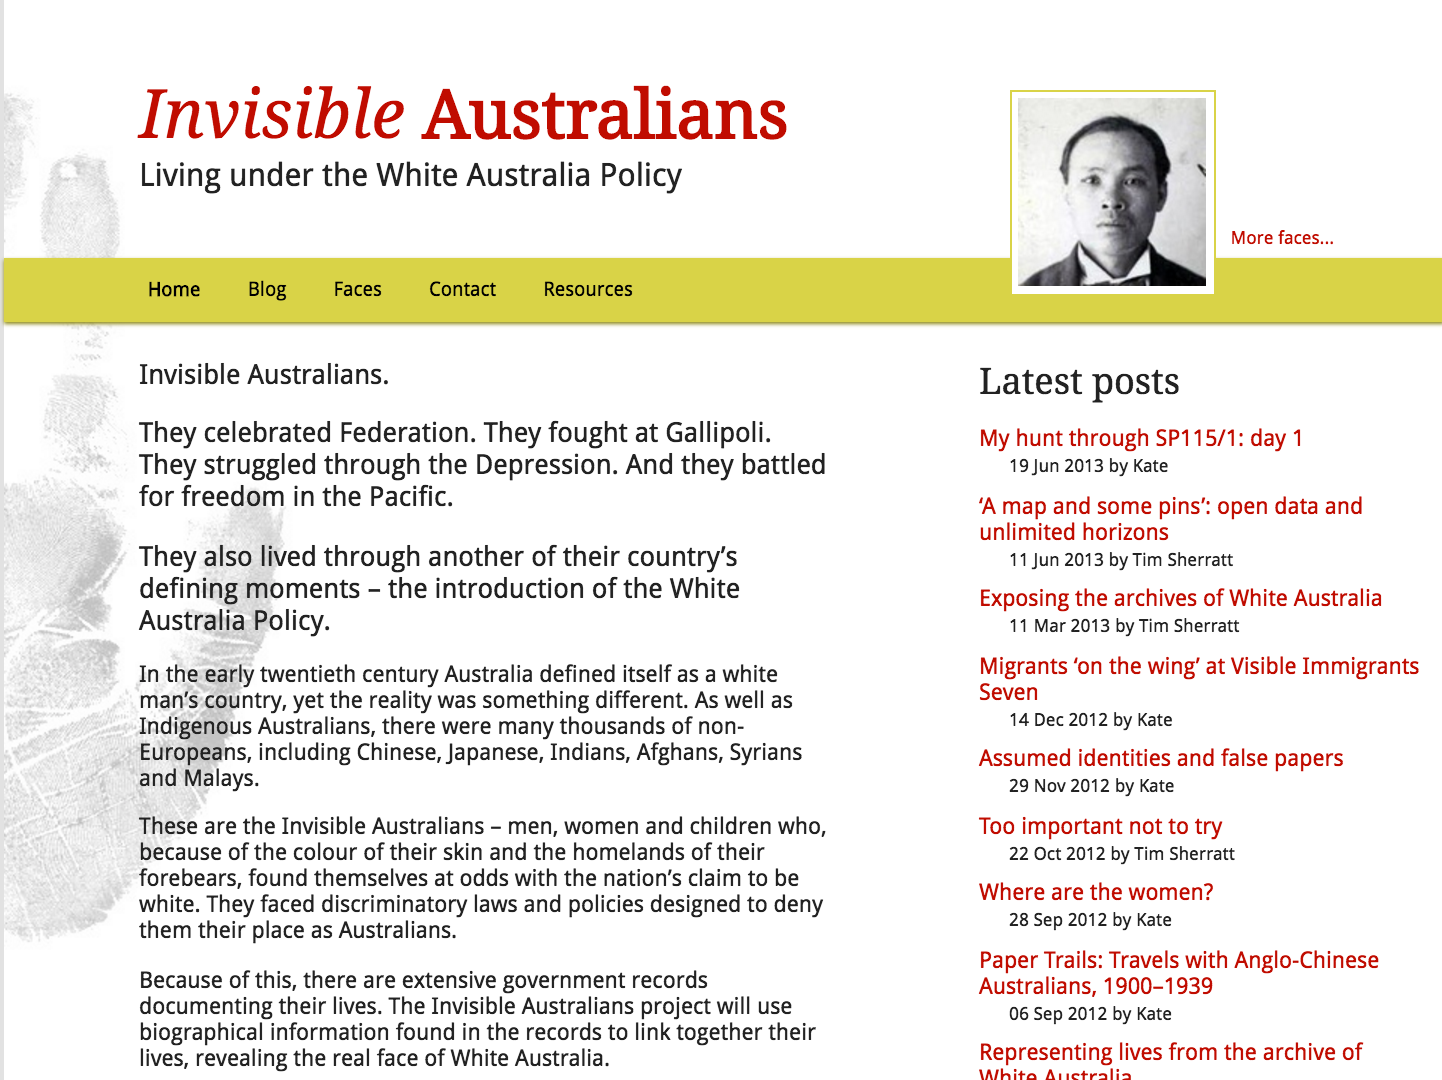 Invisible Australians
Living under the White Australia Policy
More faces...
Home Blog Faces Contact Resources
Invisible Australians.
They celebrated Federation. They fought at Gallipoli.
They struggled through the Depression. And they battled
for freedom in the Pacific.
They also lived through another of their country’s
defining moments – the introduction of the White
Australia Policy.
In the early twentieth century Australia defined itself as a white
man’s country, yet the reality was something different. As well as
Indigenous Australians, there were many thousands of non-
Europeans, including Chinese, Japanese, Indians, Afghans, Syrians
and Malays.
These are the Invisible Australians – men, women and children who,
because of the colour of their skin and the homelands of their
forebears, found themselves at odds with the nation’s claim to be
white. They faced discriminatory laws and policies designed to deny
them their place as Australians.
Because of this, there are extensive government records
documenting their lives. The Invisible Australians project will use
biographical information found in the records to link together their
lives, revealing the real face of White Australia.
Latest posts
My hunt through SP115/1: day 1
19 Jun 2013 by Kate
‘A map and some pins’: open data and
unlimited horizons
11 Jun 2013 by Tim Sherratt
Exposing the archives of White Australia
11 Mar 2013 by Tim Sherratt
Migrants ‘on the wing’ at Visible Immigrants
Seven
14 Dec 2012 by Kate
Assumed identities and false papers
29 Nov 2012 by Kate
Too important not to try
22 Oct 2012 by Tim Sherratt
Where are the women?
28 Sep 2012 by Kate
Paper Trails: Travels with Anglo-Chinese
Australians, 1900–1939
06 Sep 2012 by Kate
Representing lives from the archive of
White Australia